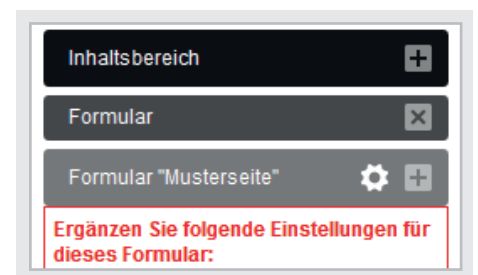 Inhaltsbereich
Formular
Formular "Musterseite"
Ergänzen Sie folgende Einstellungen für
dieses Formular: